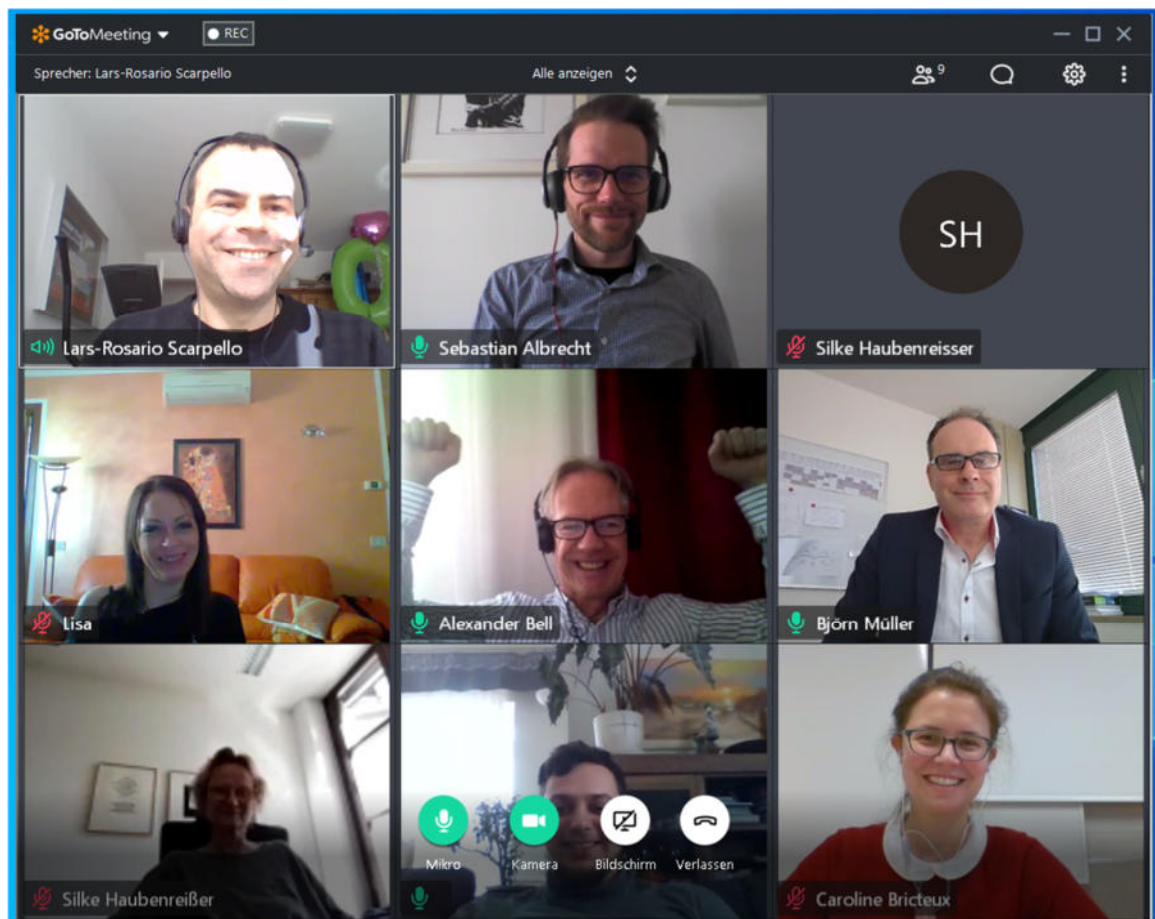 GoToMeeting
REC
Sprecher: Lars-Rosario Scarpello
Alle anzeigen
9
SH
Lars-Rosario Scarpello
Sebastian Albrecht
Silke Haubenreisser
Lisa
Alexander Bell
Björn Müller
Mikro
Kamera
Bildschirm
Verlassen
Silke Haubenreißer
Caroline Bricteux